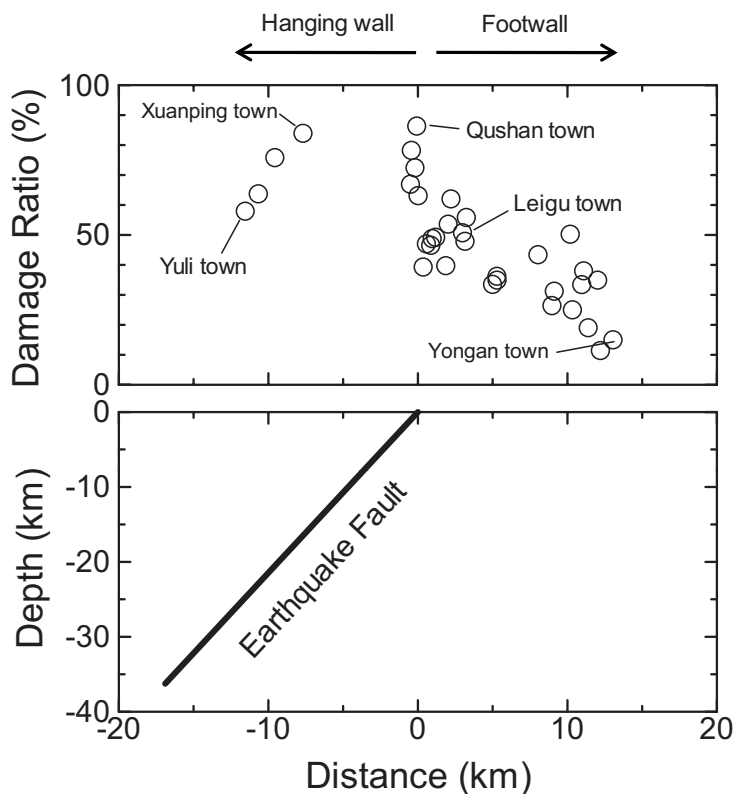 Hanging wall
Footwall
100
Xuanping town
Qushan town
Damage Ratio (%)
50
Leigu town
Yuli town
Yongan town
0
0
-10
Depth (km)
-20
Earthquake Fault
-30
-40
-20
-10
0
10
20
Distance (km)